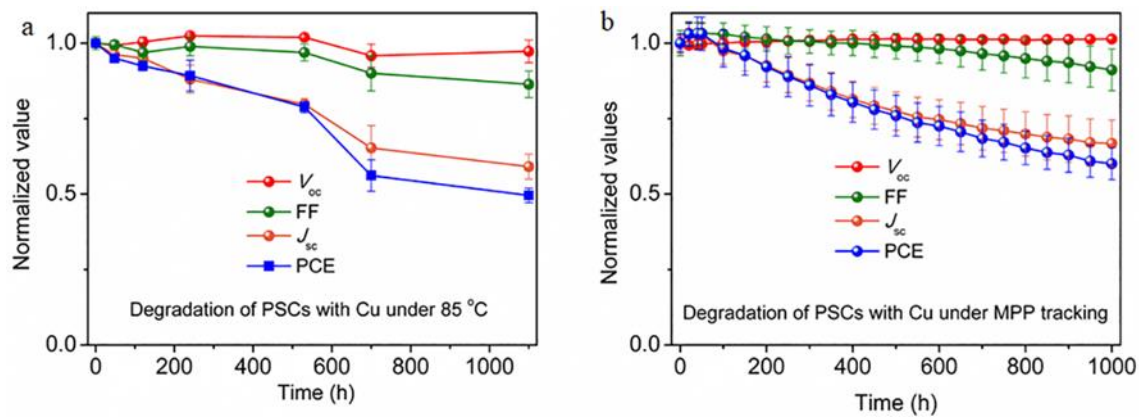 a
Normalized value
1.0
0.5
0.0
Voc
FF
Jsc
PCE
Degradation of PSCs with Cu under 85 °C
0 200 400 600 800 1000
Time (h)
b
Normalized values
1.0
0.5
0.0
Voc
FF
Jsc
PCE
Degradation of PSCs with Cu under MPP tracking
0 200 400 600 800 1000
Time (h)